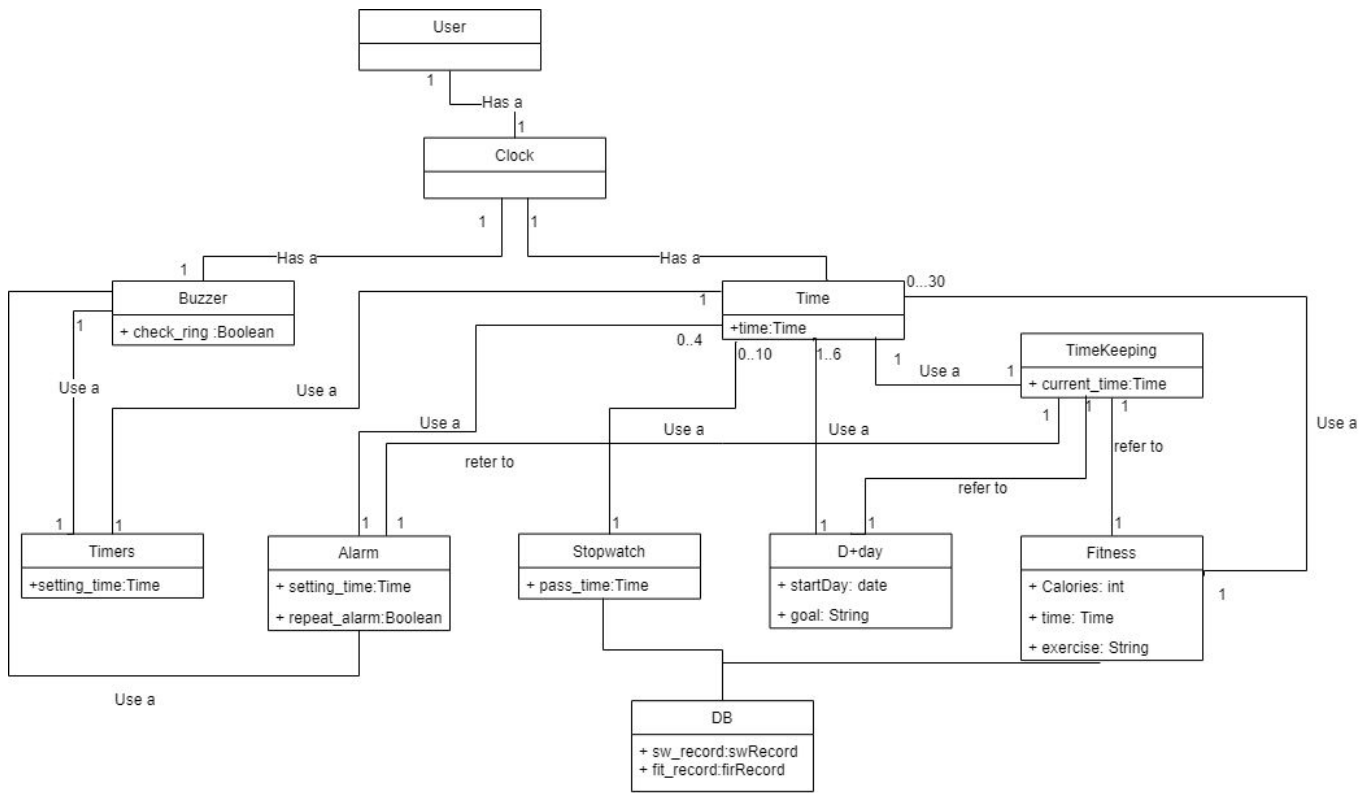 User
1
Has a
1
Clock
1
1
Has a
Has a
1
0...30
Buzzer
+ check_ring :Boolean
1
1
Time
+time:Time
0..4
0..10
1..6
1
Use a
1
TimeKeeping
+ current_time:Time
Use a
Use a
Use a
Use a
Use a
1
1
1
Use a
reter to
refer to
refer to
1
1
1
1
1
1
1
1
Timers
+setting_time:Time
Alarm
+ setting_time:Time
+ repeat_alarm:Boolean
Stopwatch
+ pass_time:Time
D+day
+ startDay: date
+ goal: String
Fitness
+ Calories: int
+ time: Time
+ exercise: String
1
Use a
DB
+ sw_record:swRecord
+ fit_record:firRecord